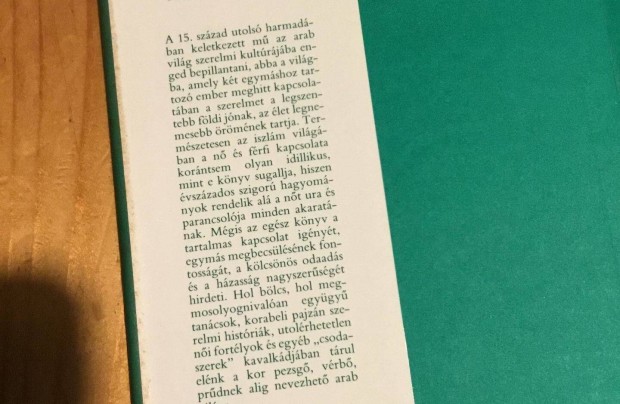 A 15. század utolsó harmadá-
ban keletkezett mű az arab
világ szerelmi kultúrájába en-
ged bepillantani, abba a világ-
ba, amely két egymáshoz tar-
tozó ember meghitt kapcsola-
tában a szerelmet a legszen-
tebb földi jónak, az élet legne-
mesebb örömének tartja. Ter-
mészetesen az iszlám világá-
ban a nő és férfi kapcsolata
korántsem olyan idillikus,
mint e könyv sugallja, hiszen
évszázados szigorú hagyomá-
nyok rendelik alá a nőt ura és
parancsolója minden akaratá-
nak. Mégis az egész könyv a
tartalmas kapcsolat igényét,
egymás megbecsülésének fon-
tosságát, a kölcsönös odaadás
és a házasság nagyszerűségét
hirdeti. Hol bölcs, hol meg-
mosolyognivalóan együgyű
tanácsok, korabeli pajzán sze-
relmi históriák, utolérhetetlen
női fortélyok és egyéb „csoda-
szerek” kavalkádjában tárul
elénk a kor pezsgő, vérbő,
prűdnek alig nevezhető arab